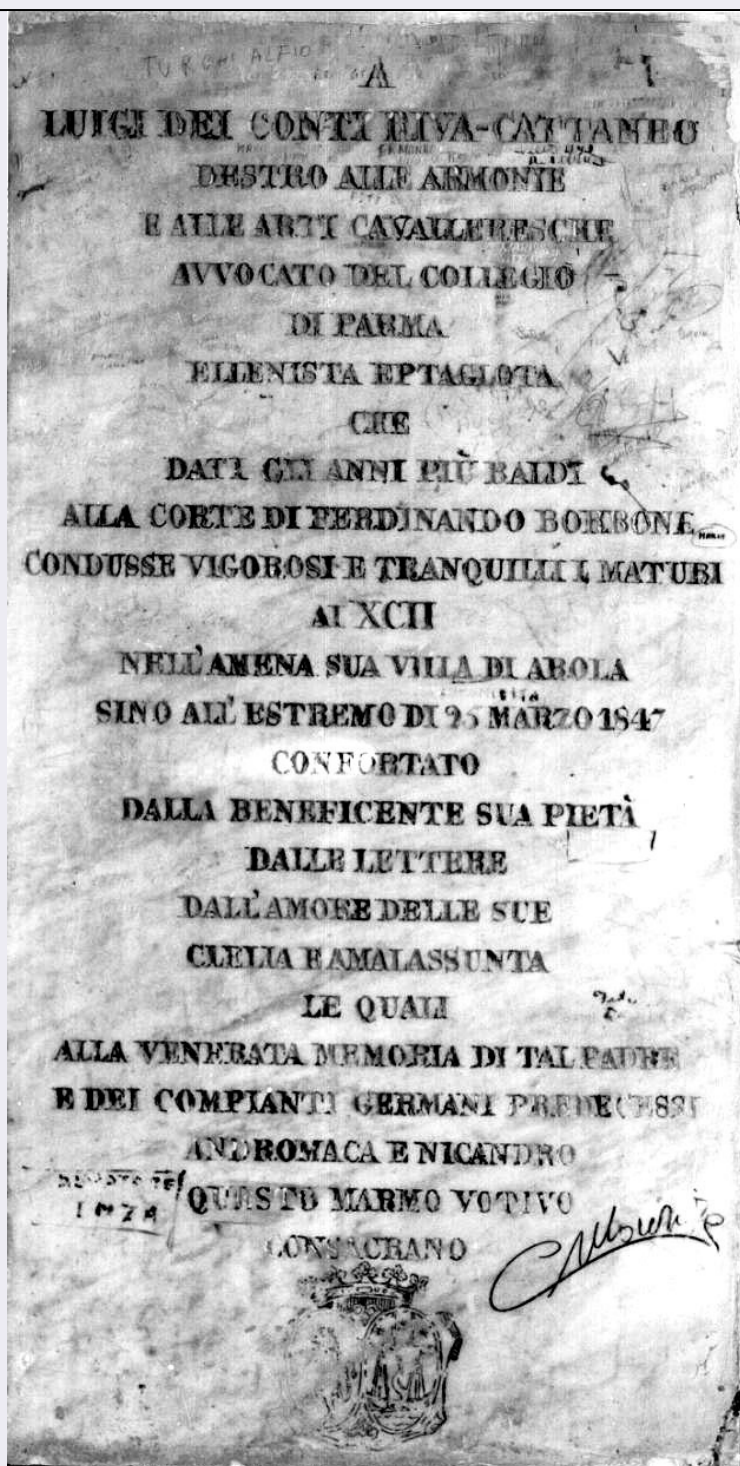 TURCHI ALFIO
A
LUIGI DEI CONTI RIVA-CATTANEO
DESTRO ALLE ARMONIE
E ALLE ARTI CAVALLERESCHE
AVVOCATO DEL COLLEGIO
DI PARMA
ELLENISTA EPTAGLOTA
CHE
DATI GLI ANNI PIÙ BALDI
ALLA CORTE DI FERDINANDO BORBONE
CONDUSSE VIGOROSI E TRANQUILLI I MATURI
AI XCII
NELL'AMENA SUA VILLA DI AROLA
SINO ALL'ESTREMO DI 25 MARZO 1847
CONFORTATO
DALLA BENEFICENTE SUA PIETÀ
DALLE LETTERE
DALL'AMORE DELLE SUE
CLELIA E AMALASSUNTA
LE QUALI
ALLA VENERATA MEMORIA DI TAL PADRE
E DEI COMPIANTI GERMANI PREDECESSI
ANDROMACA E NICANDRO
QUESTO MARMO VOTIVO
CONSACRANO